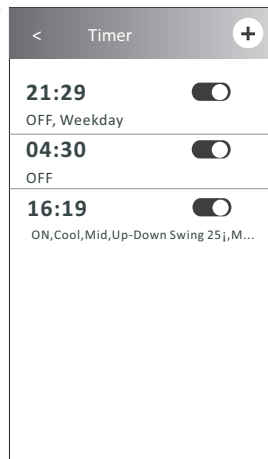 < Timer +
21:29
OFF, Weekday
04:30
OFF
16:19
ON,Cool,Mid,Up-Down Swing 25¡,M...